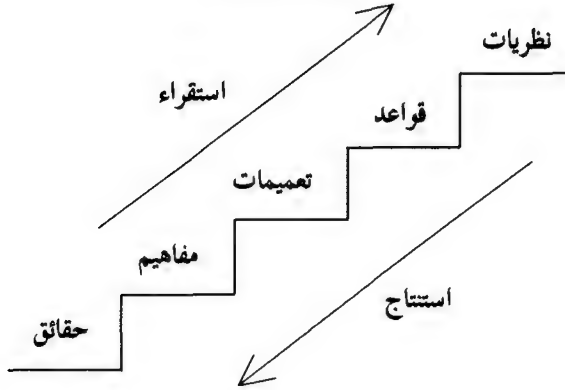 نظريات
استقراء
قواعد
تعميمات
مفاهيم
استنتاج
حقائق